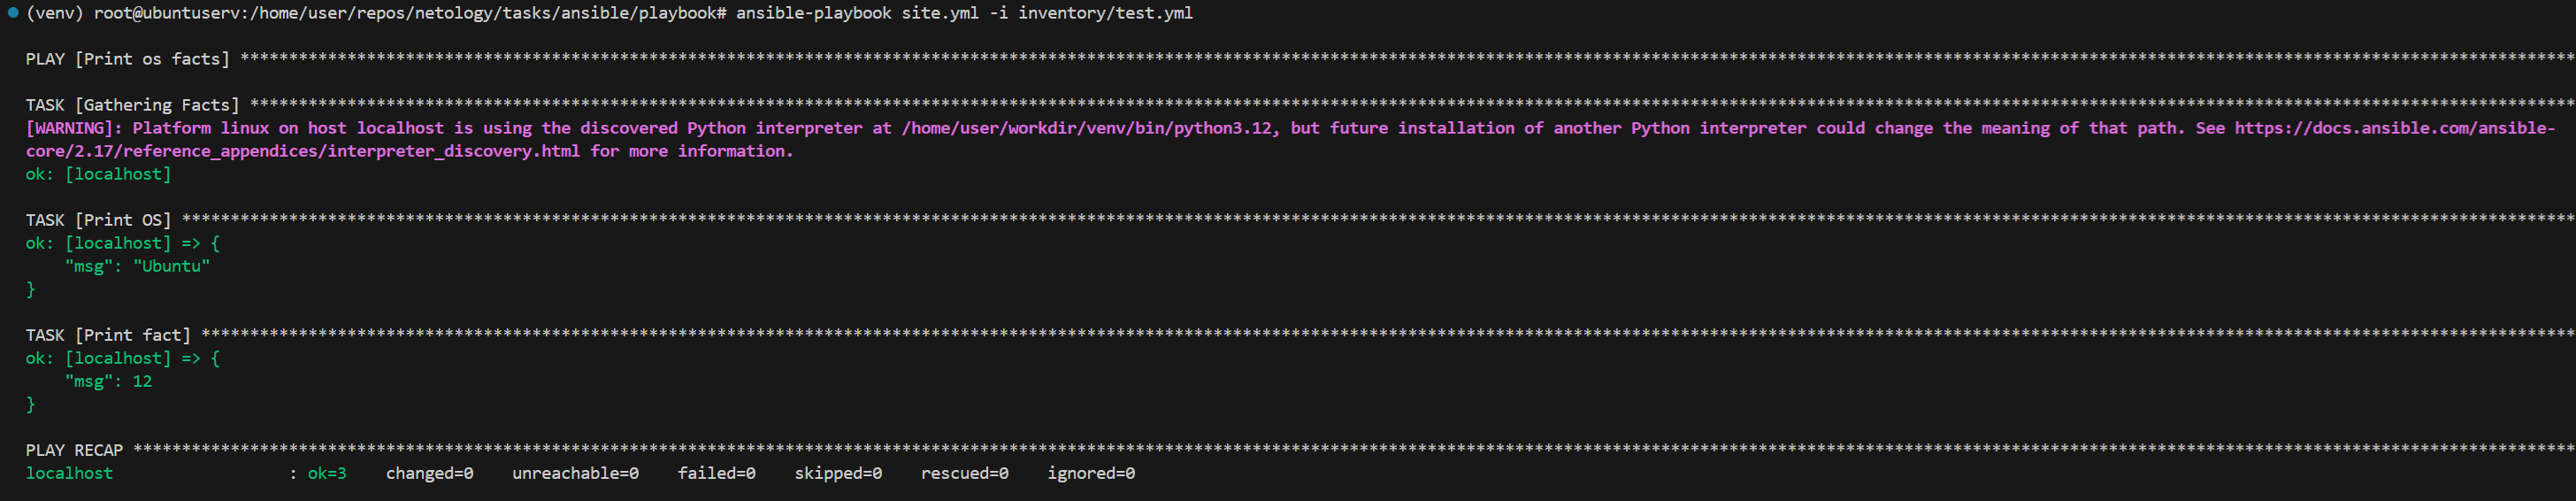 (venv) root@ubuntuserv:/home/user/repos/netology/tasks/ansible/playbook# ansible-playbook site.yml -i inventory/test.yml
PLAY [Print os facts] ****************************************************************************************************************************************************************************************************************************************************
TASK [Gathering Facts] ***************************************************************************************************************************************************************************************************************************************************
[WARNING]: Platform linux on host localhost is using the discovered Python interpreter at /home/user/workdir/venv/bin/python3.12, but future installation of another Python interpreter could change the meaning of that path. See https://docs.ansible.com/ansible-
core/2.17/reference_appendices/interpreter_discovery.html for more information.
ok: [localhost]
TASK [Print OS] **********************************************************************************************************************************************************************************************************************************************************
ok: [localhost] => {
    "msg": "Ubuntu"
}
TASK [Print fact] ********************************************************************************************************************************************************************************************************************************************************
ok: [localhost] => {
    "msg": 12
}
PLAY RECAP ***************************************************************************************************************************************************************************************************************************************************************
localhost                  : ok=3    changed=0    unreachable=0    failed=0    skipped=0    rescued=0    ignored=0